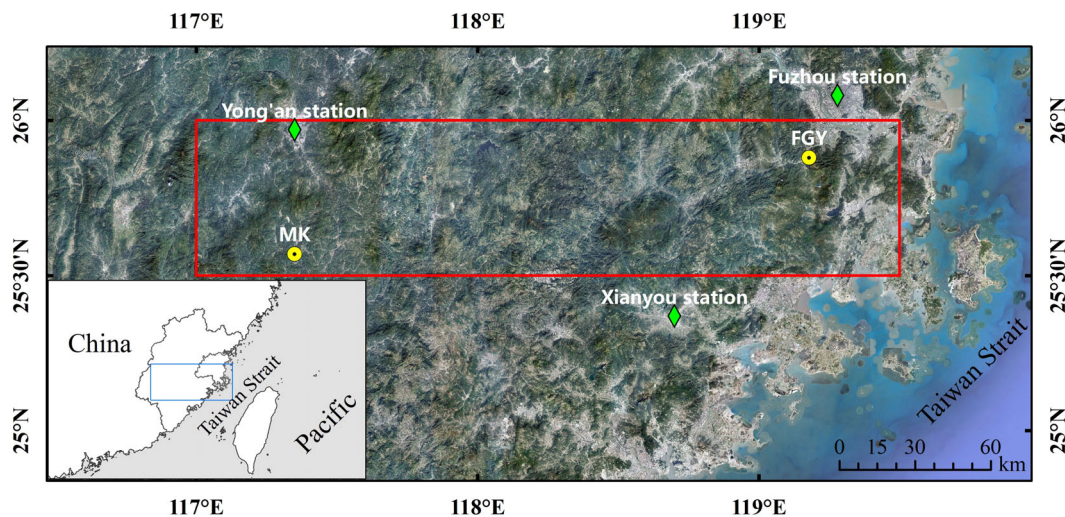 117°E
118°E
119°E
Fuzhou station
Yong'an station
26°N
26°N
FGY
MK
25°30'N
25°30'N
Xianyou station
China
Taiwan Strait
Pacific
Taiwan Strait
25°N
25°N
0 15 30 60
km
117°E
118°E
119°E